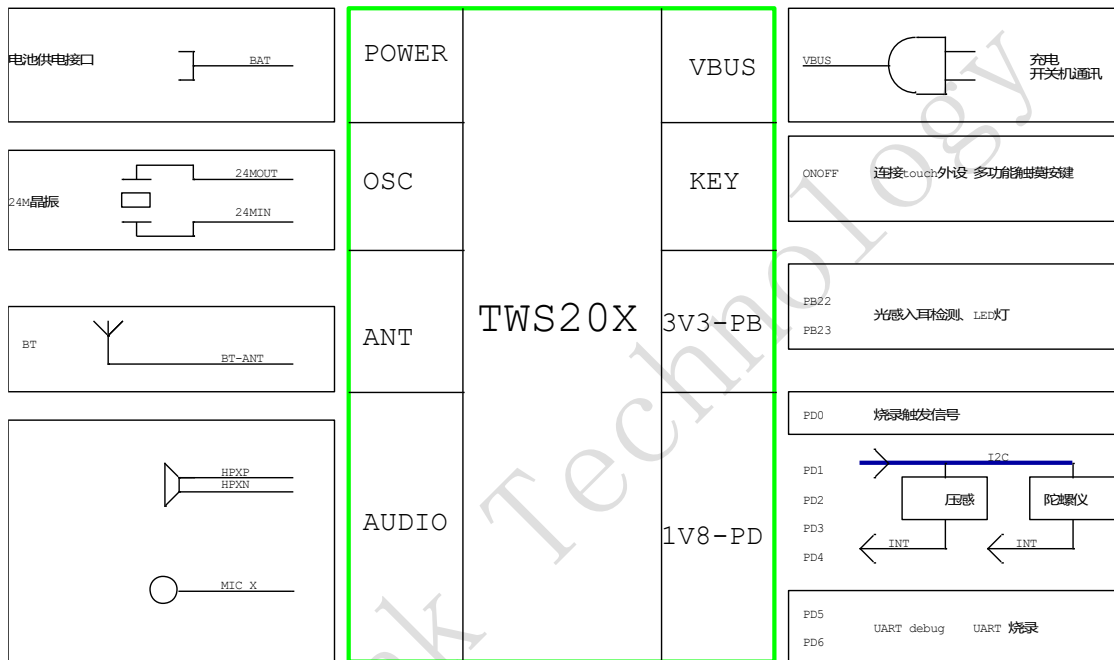 电池供电接口
BAT
24M晶振
24MOUT
24MIN
BT
BT-ANT
HPXP
HPXN
MIC X
POWER
OSC
ANT
AUDIO
TWS20X
VBUS
KEY
3V3-PB
1V8-PD
VBUS
充电
开关机通讯
ONOFF
连接touch外设 多功能触摸按键
PB22
PB23
光感入耳检测、LED灯
PD0
烧录触发信号
I2C
PD1
PD2
PD3
PD4
压感
陀螺仪
INT
INT
PD5
PD6
UART debug
UART 烧录
Technology